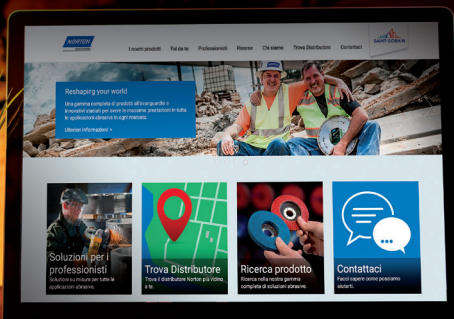 NORTON
SAINT-GOBAIN
I nostri prodotti Fai da te Professionisti Risorse Chi siamo Trova Distributore Contattaci
Reshaping your world
Una gamma completa di prodotti all'avanguardia e
innovativi studiati per avere le massime prestazioni in tutte
le applicazioni abrasive in ogni mercato.
Ulteriori informazioni >
Soluzioni per i
professionisti
Soluzioni su misura per tutte le
applicazioni abrasive.
Trova Distributore
Trova il distributore Norton più vicino
a te.
Ricerca prodotto
Ricerca nella nostra gamma
completa di soluzioni abrasive.
Contattaci
Facci sapere come possiamo
aiutarti.